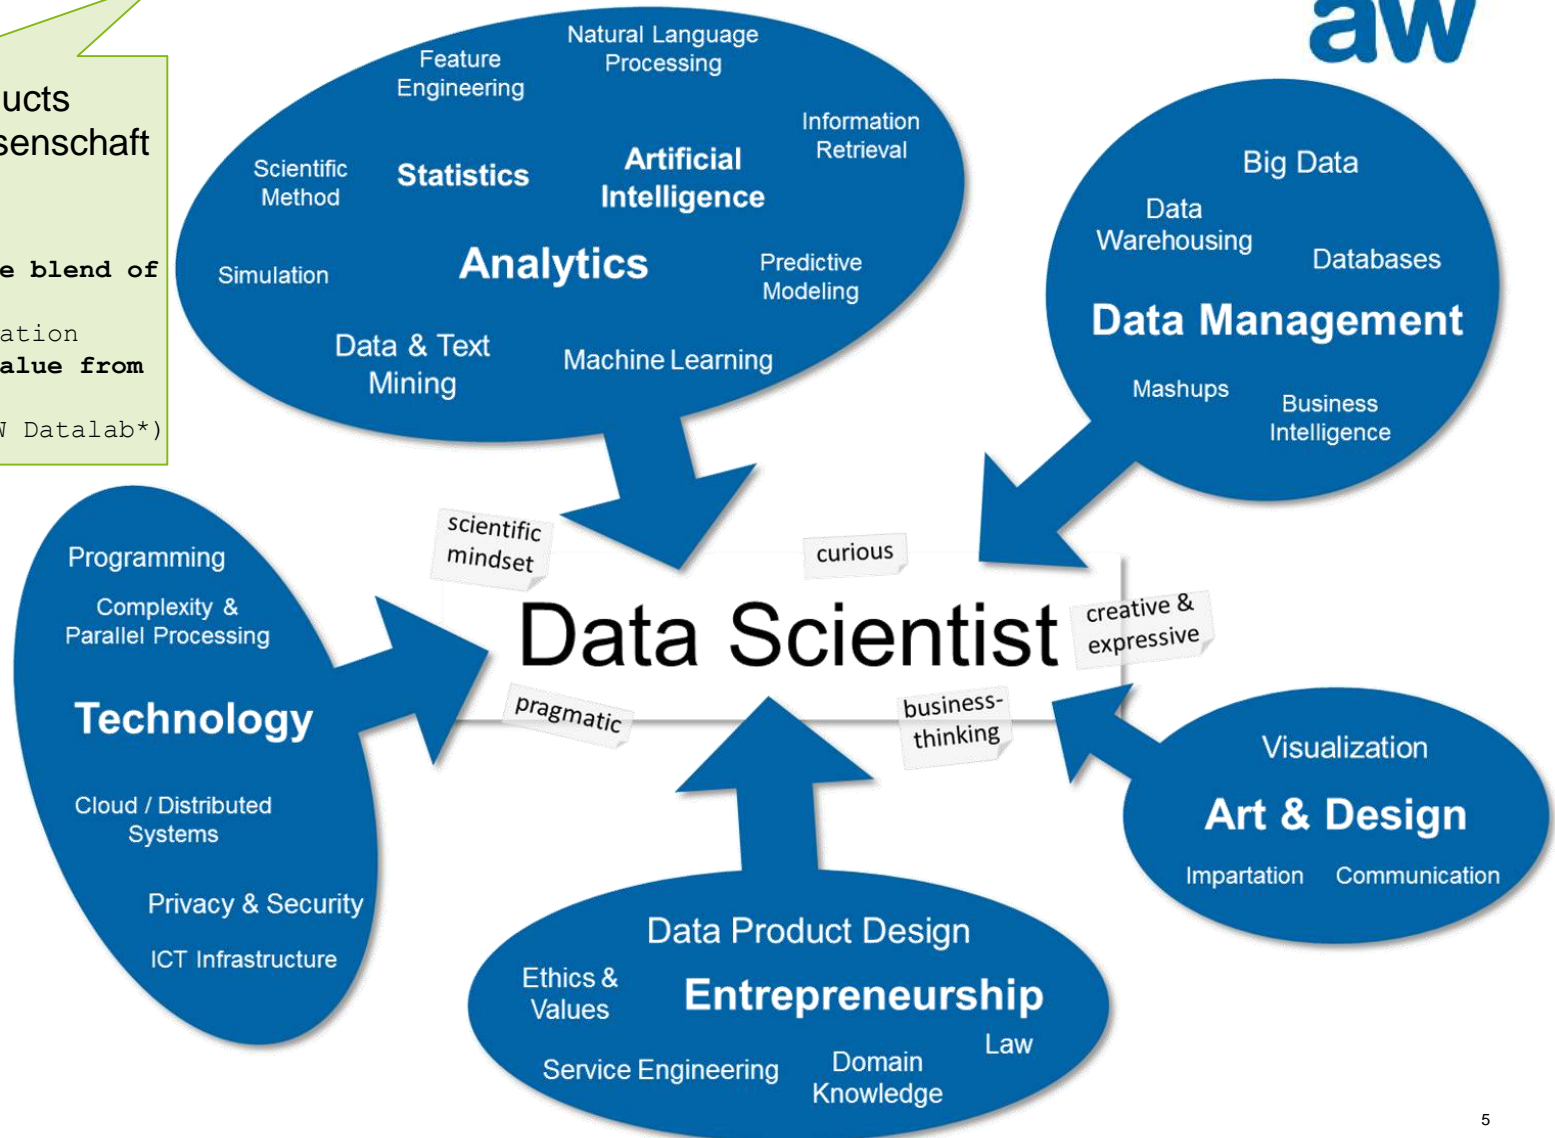 aw
ucts
senschaft
e blend of
ation
alue from
W Datalab*)
Natural Language
Processing
Feature
Engineering
Information
Retrieval
Scientific
Method
Statistics
Artificial
Intelligence
Simulation
Analytics
Predictive
Modeling
Data & Text
Mining
Machine Learning
Big Data
Data
Warehousing
Databases
Data Management
Mashups
Business
Intelligence
scientific
mindset
curious
Data Scientist
creative &
expressive
pragmatic
business-
thinking
Programming
Complexity &
Parallel Processing
Technology
Cloud / Distributed
Systems
Privacy & Security
ICT Infrastructure
Visualization
Art & Design
Impartation Communication
Data Product Design
Ethics &
Values
Entrepreneurship
Law
Service Engineering
Domain
Knowledge
5